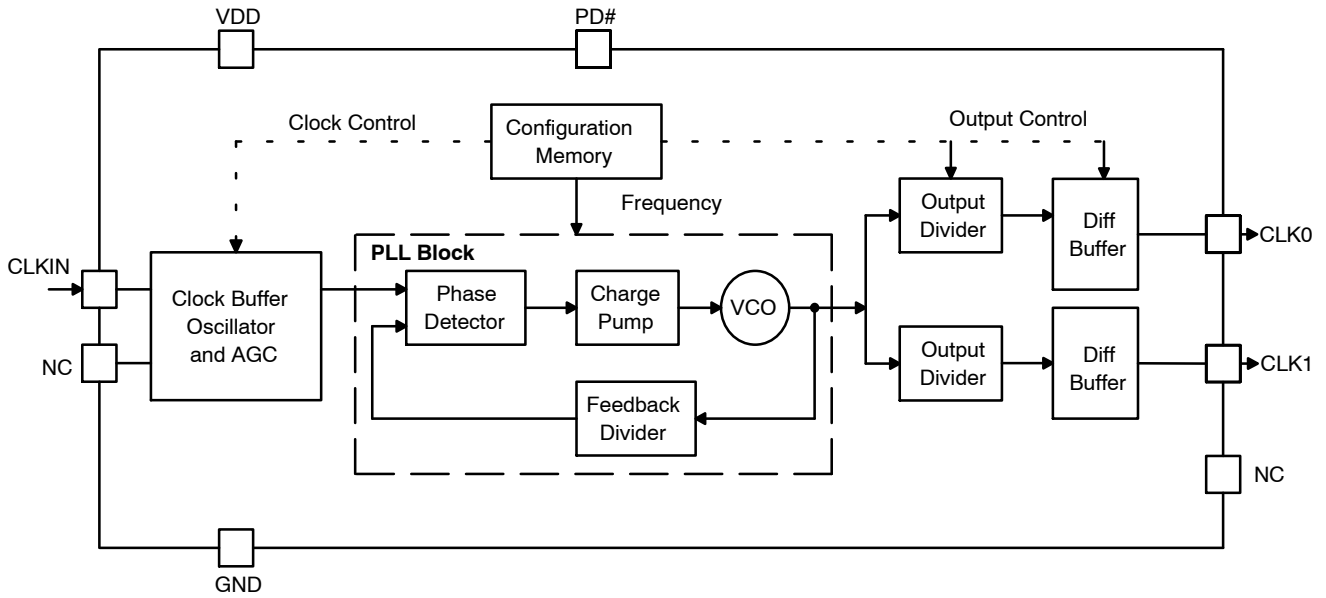 VDD
PD#
Clock Control
Configuration
Memory
Output Control
Frequency
Output
Divider
Diff
Buffer
CLK0
PLL Block
CLKIN
Clock Buffer
Oscillator
and AGC
Phase
Detector
Charge
Pump
VCO
NC
Output
Divider
Diff
Buffer
CLK1
Feedback
Divider
NC
GND